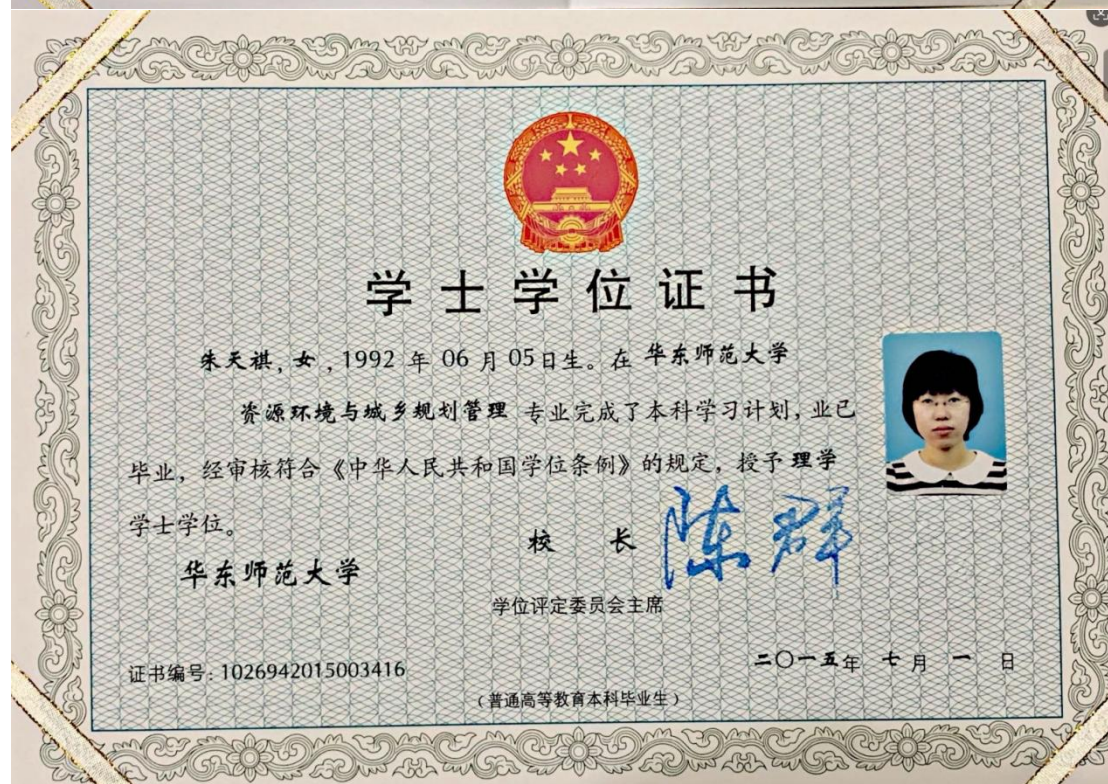 学士学位证书
朱天祺,女,1992 年 06 月 05日生。在 华东师范大学
资源环境与城乡规划管理 专业完成了本科学习计划,业已
毕业,经审核符合《中华人民共和国学位条例》的规定,授予 理学
学士学位。
华东师范大学
校 长 陈群
学位评定委员会主席
证书编号:1026942015003416
二〇一五年 七 月 一 日
(普通高等教育本科毕业生)